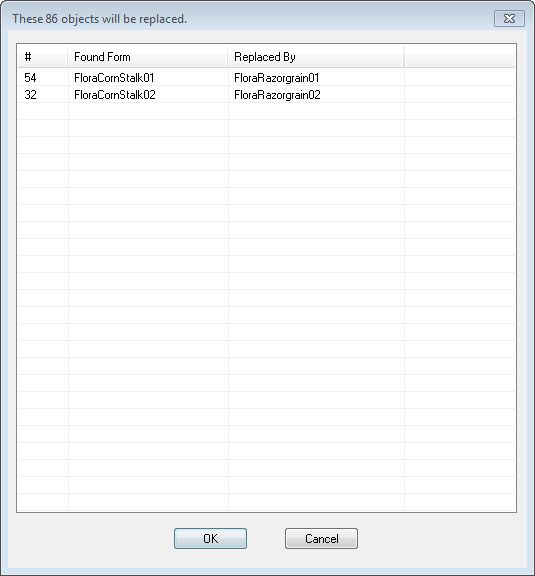 These 86 objects will be replaced.
# Found Form Replaced By
54 FloraCornStalk01 FloraRazorgrain01
32 FloraCornStalk02 FloraRazorgrain02
OK Cancel